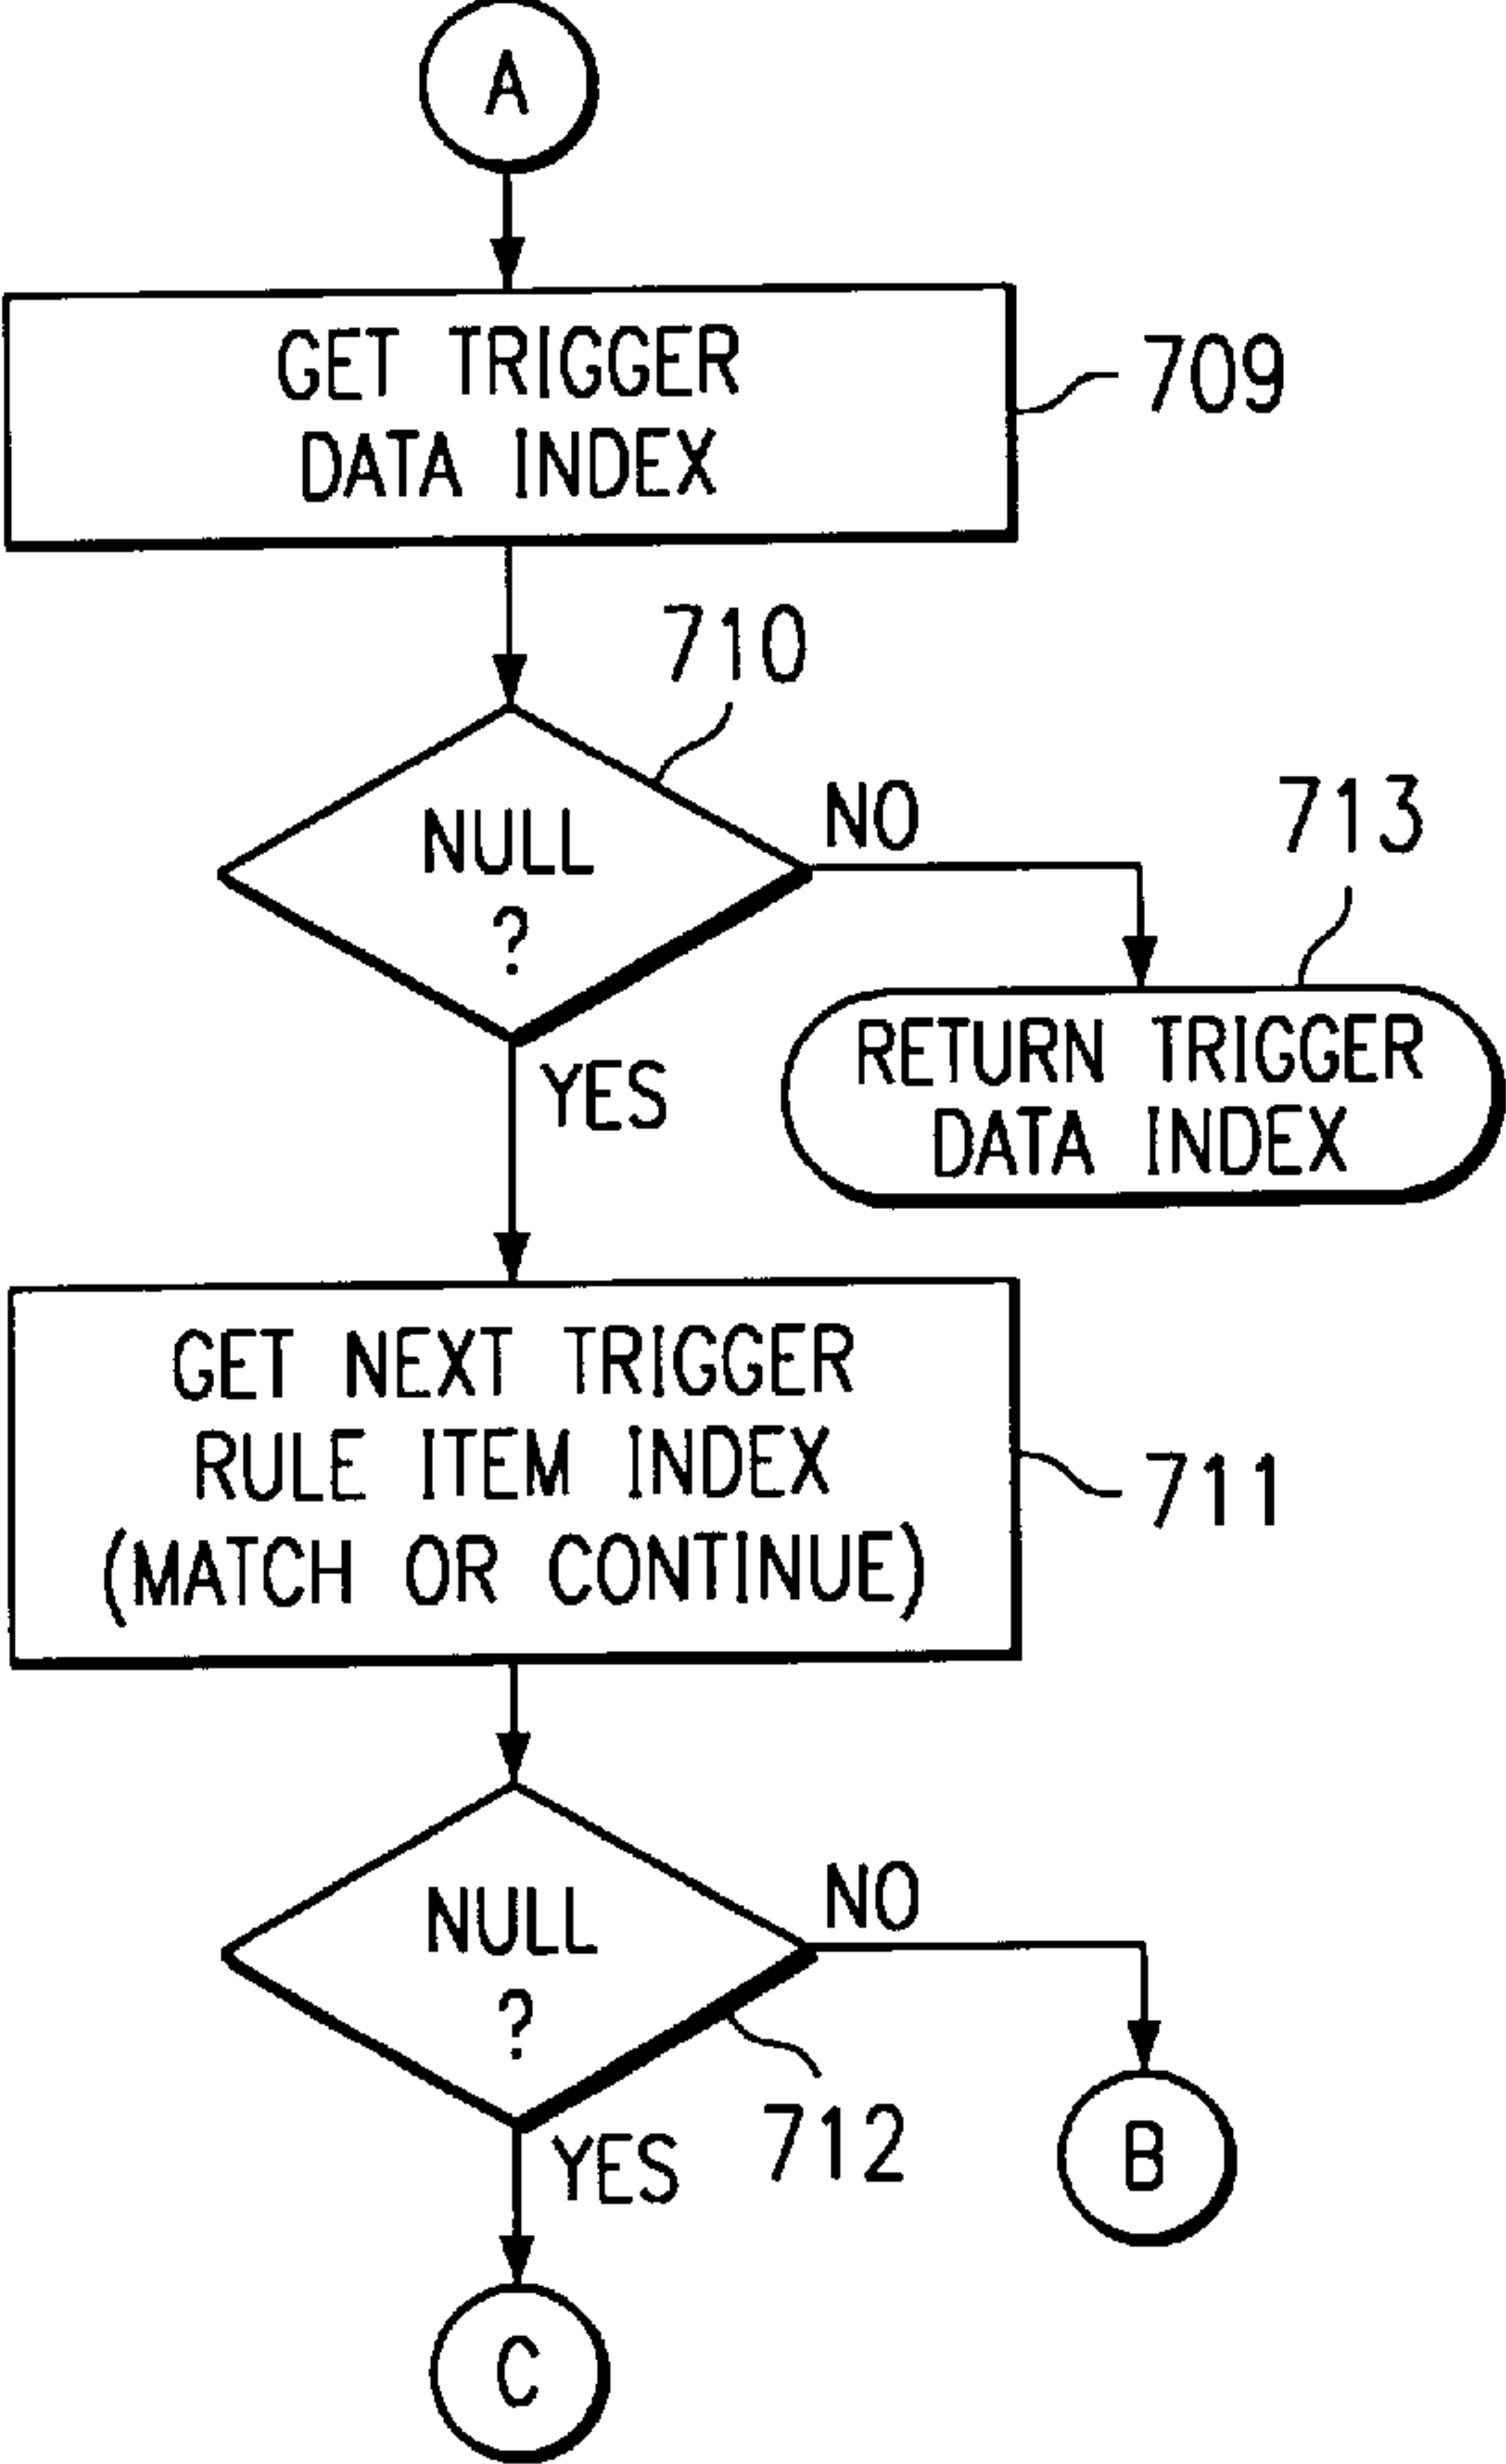 A
GET TRIGGER
DATA INDEX
709
710
NULL
?
NO
713
RETURN TRIGGER
DATA INDEX
YES
GET NEXT TRIGGER
RULE ITEM INDEX
(MATCH OR CONTINUE)
711
NULL
?
NO
712
YES
B
C